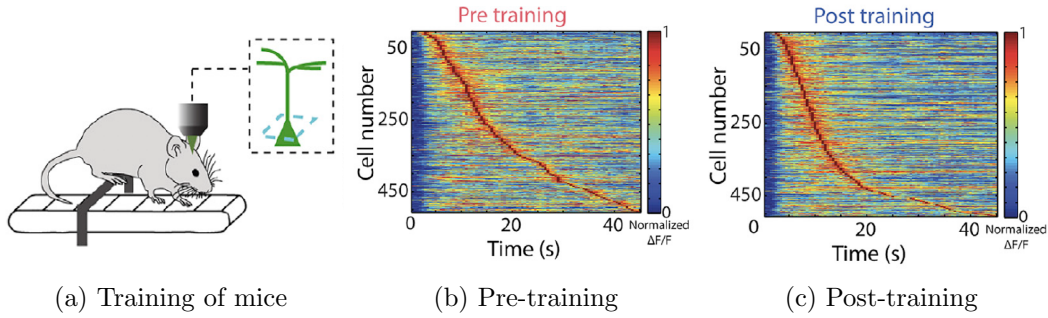 Pre training
50
250
450
Cell number
0
20
40
Time (s)
1
0
Normalized
ΔF/F
Post training
50
250
450
Cell number
0
20
40
Time (s)
1
0
Normalized
ΔF/F
(a) Training of mice
(b) Pre-training
(c) Post-training